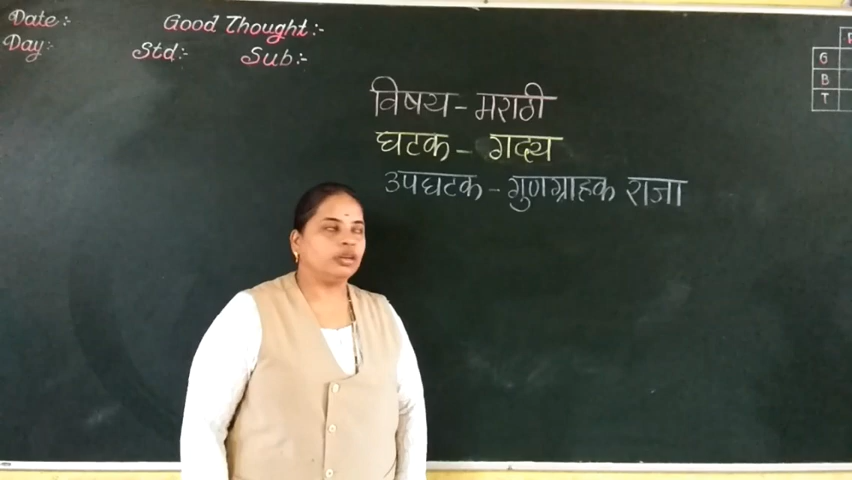 Date:-
Good Thought:-
Day:-
Std:-
Sub:-
G
B
T
विषय - मराठी
घटक - गद्य
उपघटक - गुणग्राहक राजा